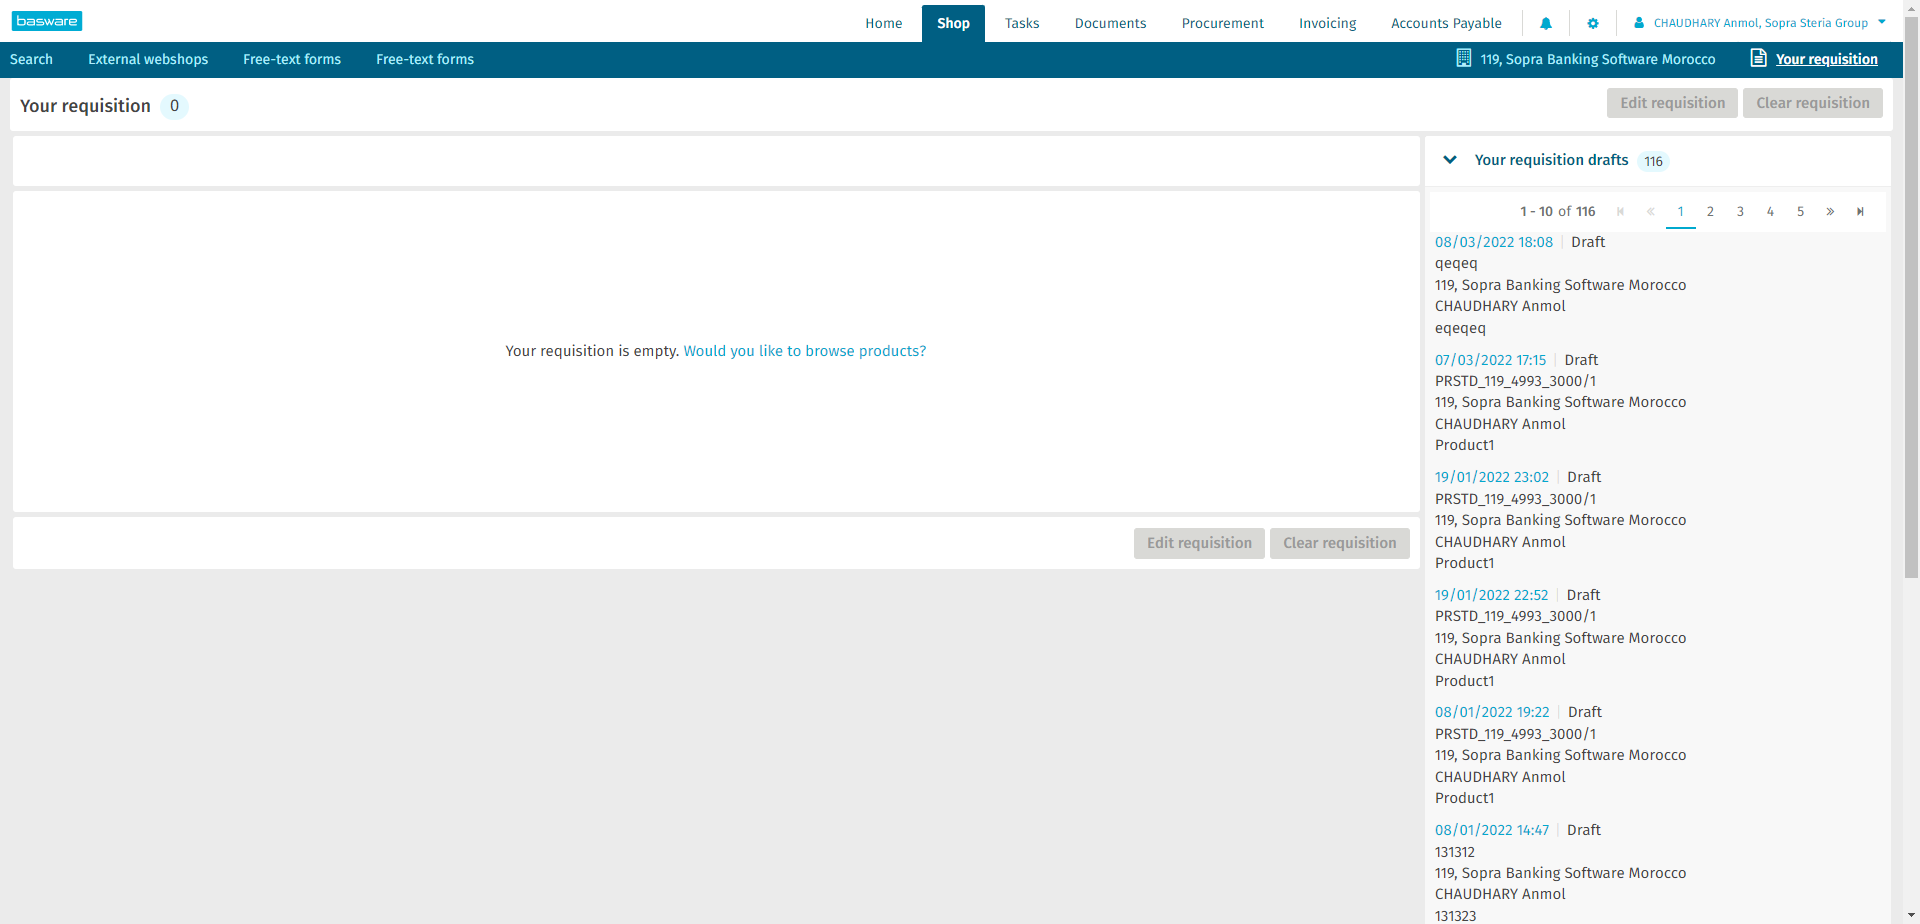 basware
Home
Shop
Tasks
Documents
Procurement
Invoicing
Accounts Payable
CHAUDHARY Anmol, Sopra Steria Group
Search
External webshops
Free-text forms
Free-text forms
119, Sopra Banking Software Morocco
Your requisition
Your requisition 0
Edit requisition
Clear requisition
Your requisition is empty. Would you like to browse products?
Edit requisition
Clear requisition
Your requisition drafts 116
1 - 10 of 116 1 2 3 4 5
08/03/2022 18:08 Draft
qeqeq
119, Sopra Banking Software Morocco
CHAUDHARY Anmol
eqeqeq
07/03/2022 17:15 Draft
PRSTD_119_4993_3000/1
119, Sopra Banking Software Morocco
CHAUDHARY Anmol
Product1
19/01/2022 23:02 Draft
PRSTD_119_4993_3000/1
119, Sopra Banking Software Morocco
CHAUDHARY Anmol
Product1
19/01/2022 22:52 Draft
PRSTD_119_4993_3000/1
119, Sopra Banking Software Morocco
CHAUDHARY Anmol
Product1
08/01/2022 19:22 Draft
PRSTD_119_4993_3000/1
119, Sopra Banking Software Morocco
CHAUDHARY Anmol
Product1
08/01/2022 14:47 Draft
131312
119, Sopra Banking Software Morocco
CHAUDHARY Anmol
131323